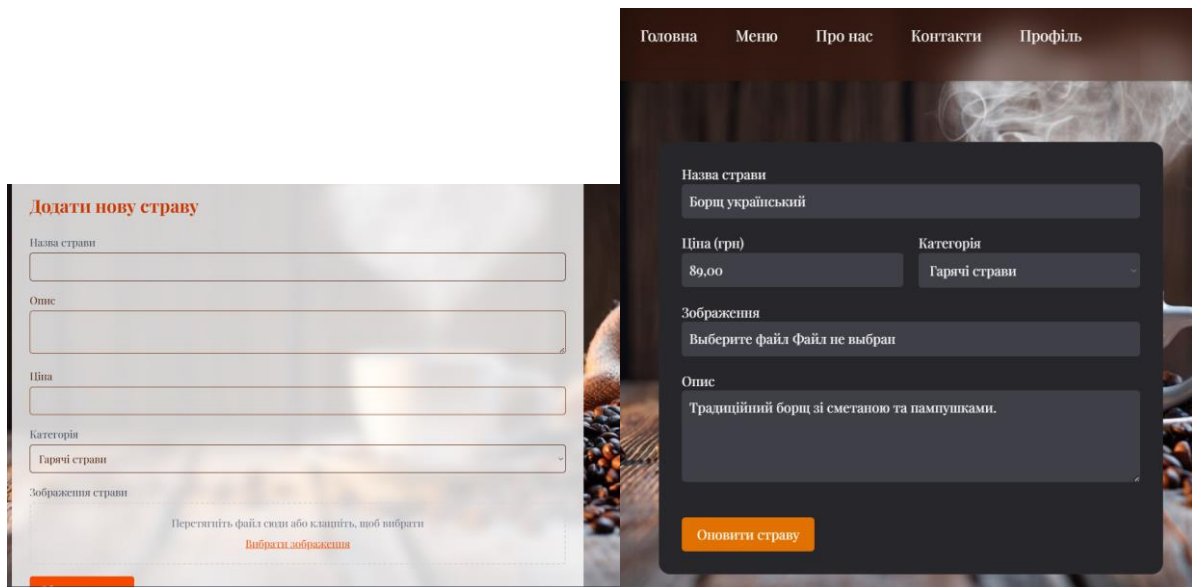 Додати нову страву
Назва страви
Опис
Ціна
Категорія
Гарячі страви
Зображення страви
Перетягніть файл сюди або клацніть, щоб вибрати
Вибрати зображення
Головна Меню Про нас Контакти Профіль
Назва страви
Борщ український
Ціна (грн) Категорія
89,00 Гарячі страви
Зображення
Выберите файл Файл не выбран
Опис
Традиційний борщ зі сметаною та пампушками.
Оновити страву